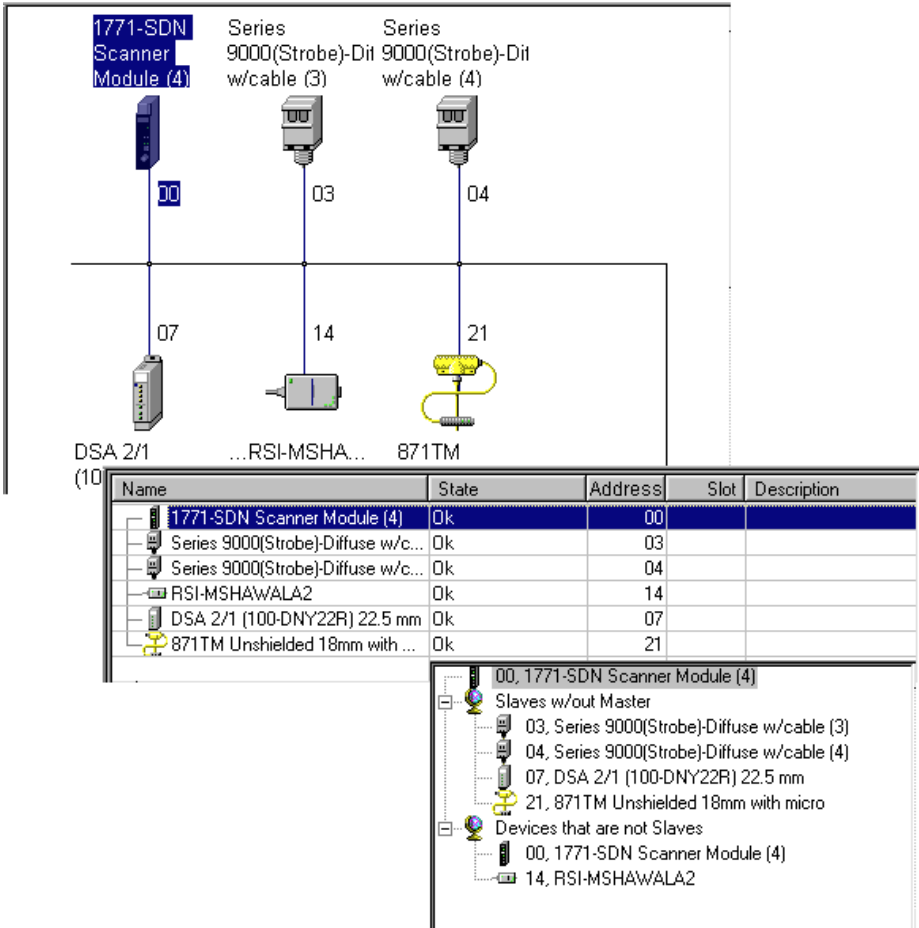 1771-SDN Series Series
Scanner 9000(Strobe)-Dif 9000(Strobe)-Dif
Module (4) w/cable (3) w/cable (4)
00 03 04
07 14 21
DSA 2/1 ...RSI-MSHA... 871TM
(10
Name State Address Slot Description
1771-SDN Scanner Module (4) Ok 00
Series 9000(Strobe)-Diffuse w/c... Ok 03
Series 9000(Strobe)-Diffuse w/c... Ok 04
RSI-MSHAWALA2 Ok 14
DSA 2/1 (100-DNY22R) 22.5 mm Ok 07
871TM Unshielded 18mm with ... Ok 21
00, 1771-SDN Scanner Module (4)
Slaves w/out Master
03, Series 9000(Strobe)-Diffuse w/cable (3)
04, Series 9000(Strobe)-Diffuse w/cable (4)
07, DSA 2/1 (100-DNY22R) 22.5 mm
21, 871TM Unshielded 18mm with micro
Devices that are not Slaves
00, 1771-SDN Scanner Module (4)
14, RSI-MSHAWALA2